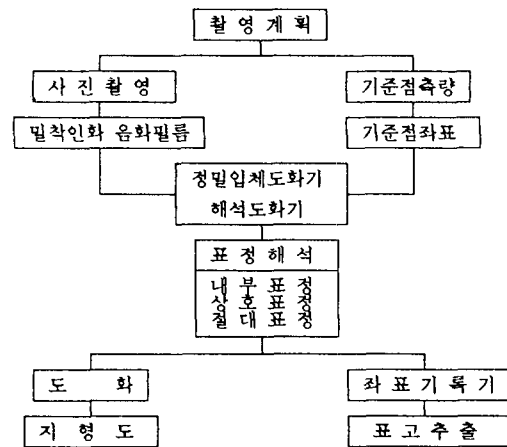 촬 영 계 획
사 진 촬 영
기준점측량
밀착인화 음화필름
기준점좌표
정밀입체도화기
해석도화기
표 정 해 석
내 부 표 정
상 호 표 정
절 대 표 정
도 화
좌 표 기 록 기
지 형 도
표 고 추 출